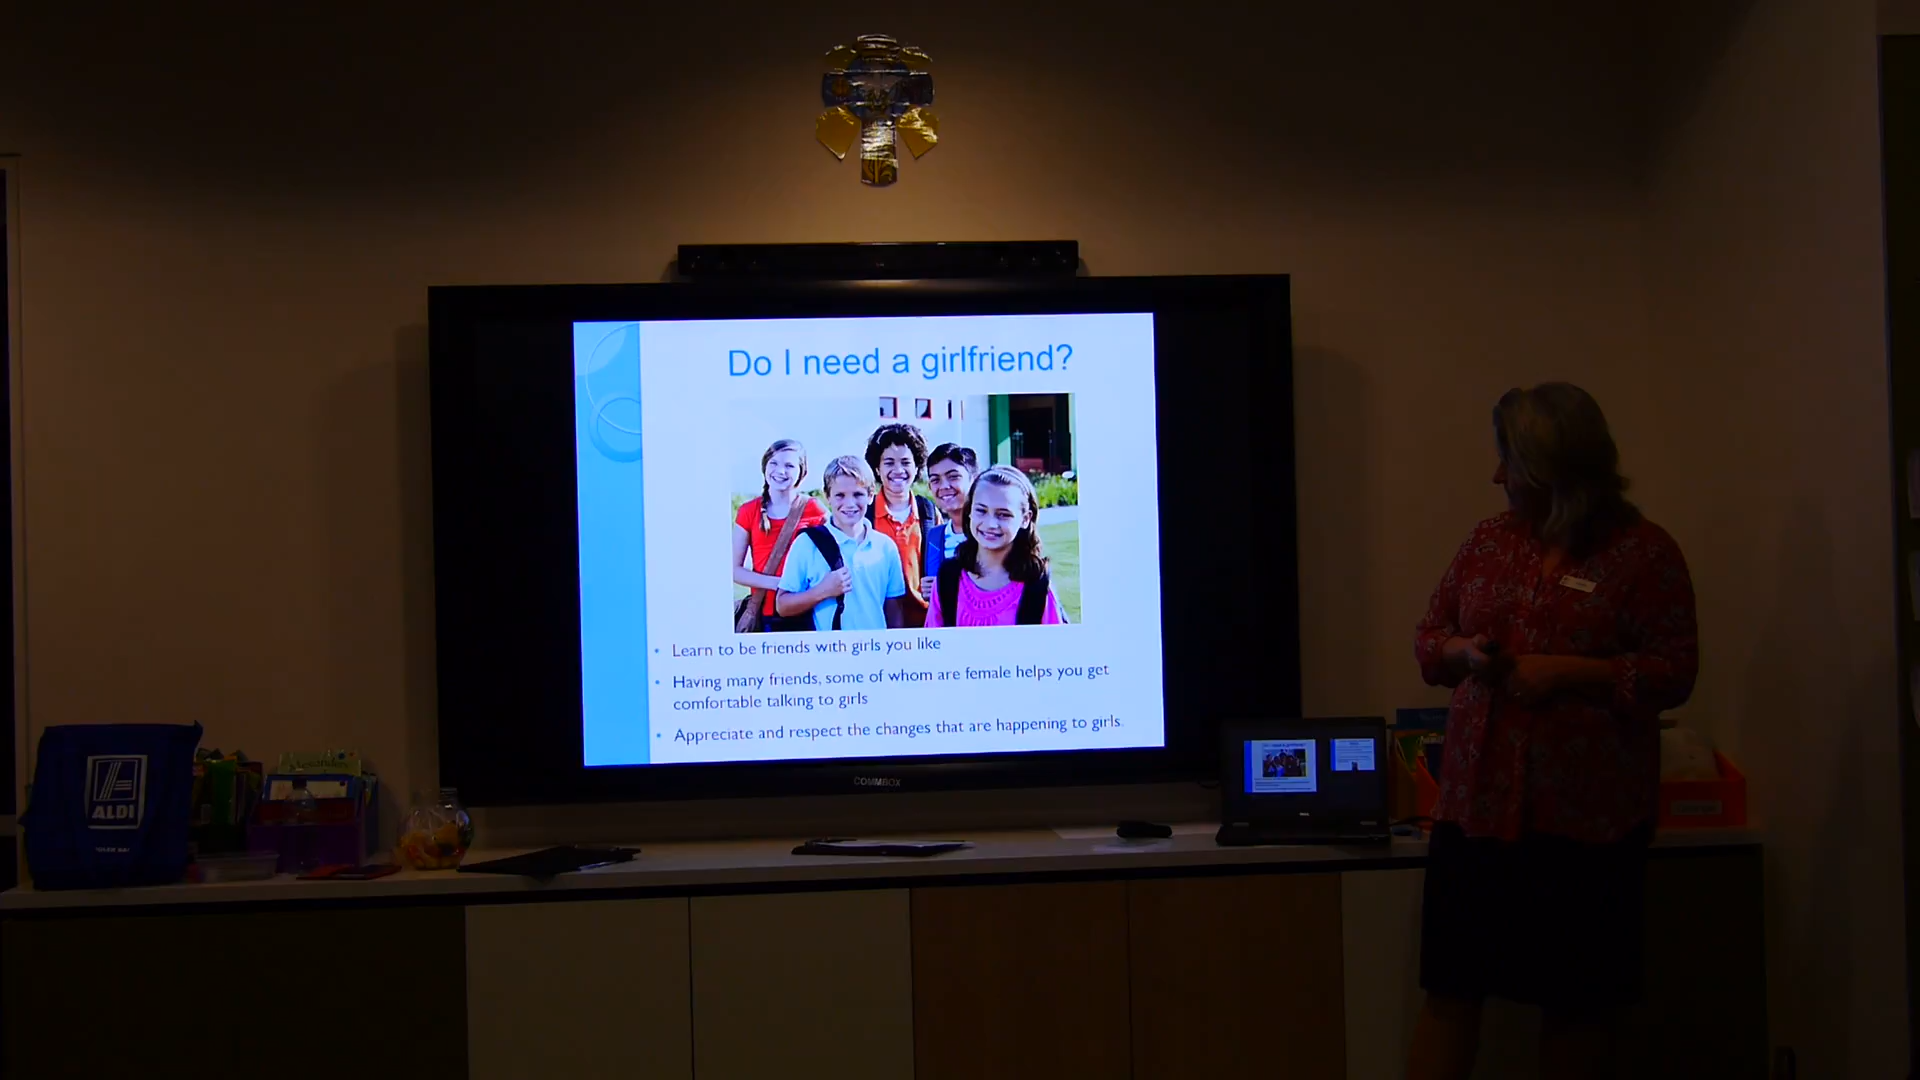 Do I need a girlfriend?
• Learn to be friends with girls you like
• Having many friends, some of whom are female helps you get
comfortable talking to girls
• Appreciate and respect the changes that are happening to girls.
COMMBOX
ALDI